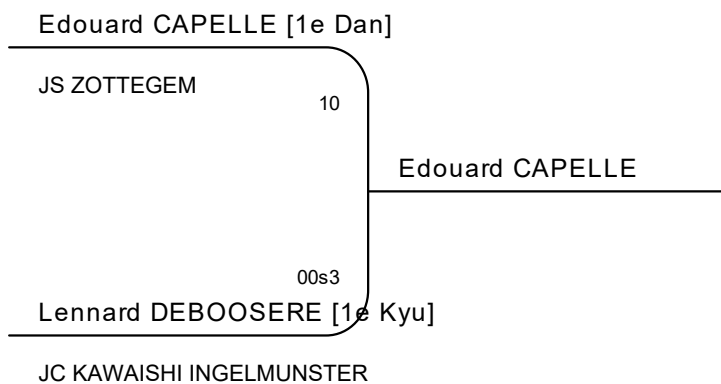 Edouard CAPELLE [1e Dan]
JS ZOTTEGEM
10
Edouard CAPELLE
00s3
Lennard DEBOOSERE [1e Kyu]
JC KAWAISHI INGELMUNSTER